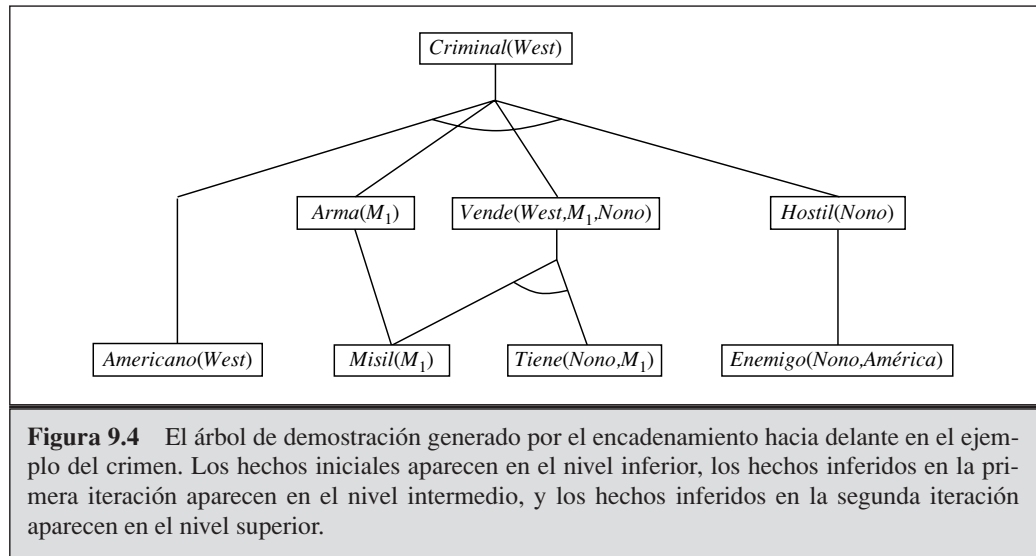 Criminal(West)
Arma(M₁)
Vende(West,M₁,Nono)
Hostil(Nono)
Americano(West)
Misil(M₁)
Tiene(Nono,M₁)
Enemigo(Nono,América)
Figura 9.4 El árbol de demostración generado por el encadenamiento hacia delante en el ejem-
plo del crimen. Los hechos iniciales aparecen en el nivel inferior, los hechos inferidos en la pri-
mera iteración aparecen en el nivel intermedio, y los hechos inferidos en la segunda iteración
aparecen en el nivel superior.